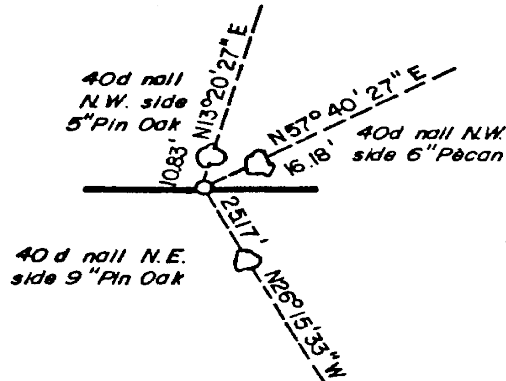 40d nail
N.W. side
5"Pin Oak
10.83'
N13°20'27"E
N57°40'27"E
16.18'
40d nail N.W.
side 6"Pecan
25.17'
40d nail N.E.
side 9"Pin Oak
N26°15'33"W